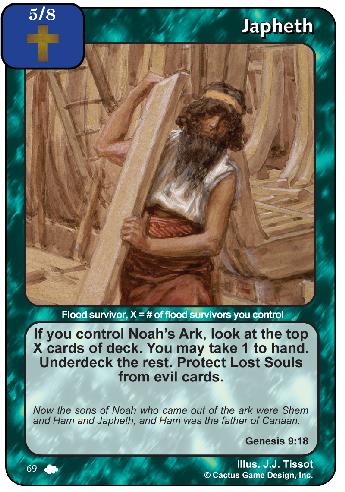 5/8
Japheth
Flood survivor, X = # of flood survivors you control
If you control Noah's Ark, look at the top
X cards of deck. You may take 1 to hand.
Underdeck the rest. Protect Lost Souls
from evil cards.
Now the sons of Noah who came out of the ark were Shem
and Ham and Japheth, and Ham was the father of Canaan.
Genesis 9:18
69
Illus. J.J. Tissot
© Cactus Game Design, Inc.